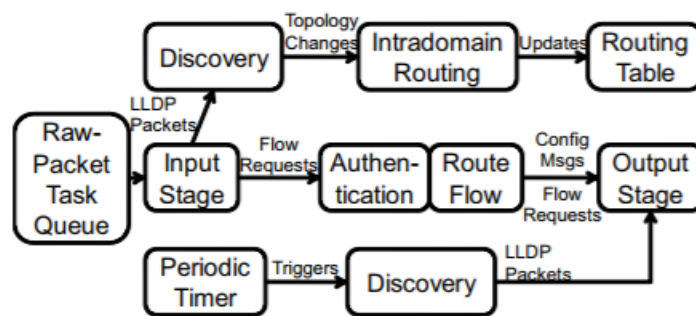 Topology
Changes
Discovery
Intradomain
Routing
Updates
Routing
Table
LLDP
Packets
Raw-
Packet
Task
Queue
Input
Stage
Flow
Requests
Authen-
tication
Route
Flow
Config
Msgs
Flow
Requests
Output
Stage
Periodic
Timer
Triggers
Discovery
LLDP
Packets